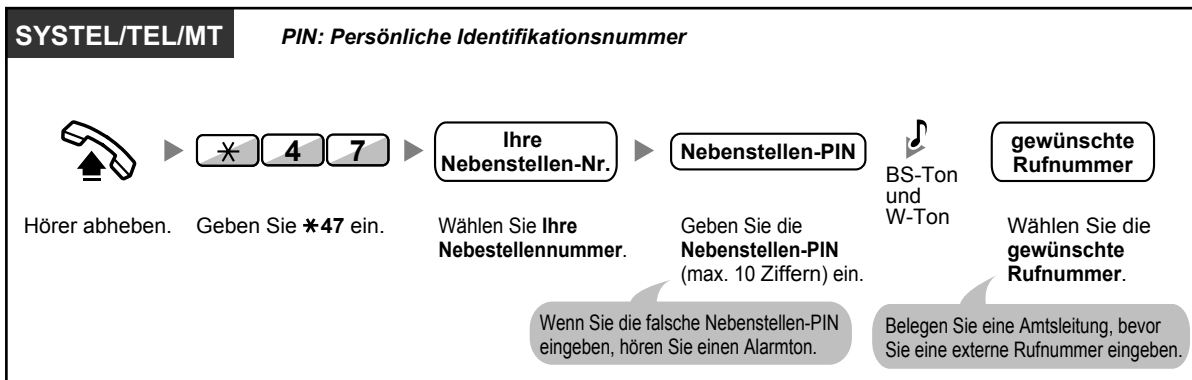 SYSTEL/TEL/MT PIN: Persönliche Identifikationsnummer
* 4 7
Ihre
Nebenstellen-Nr.
Nebenstellen-PIN
BS-Ton
und
W-Ton
gewünschte
Rufnummer
Hörer abheben.
Geben Sie *47 ein.
Wählen Sie Ihre
Nebestellennummer.
Geben Sie die
Nebenstellen-PIN
(max. 10 Ziffern) ein.
Wählen Sie die
gewünschte
Rufnummer.
Wenn Sie die falsche Nebenstellen-PIN
eingeben, hören Sie einen Alarmton.
Belegen Sie eine Amtsleitung, bevor
Sie eine externe Rufnummer eingeben.